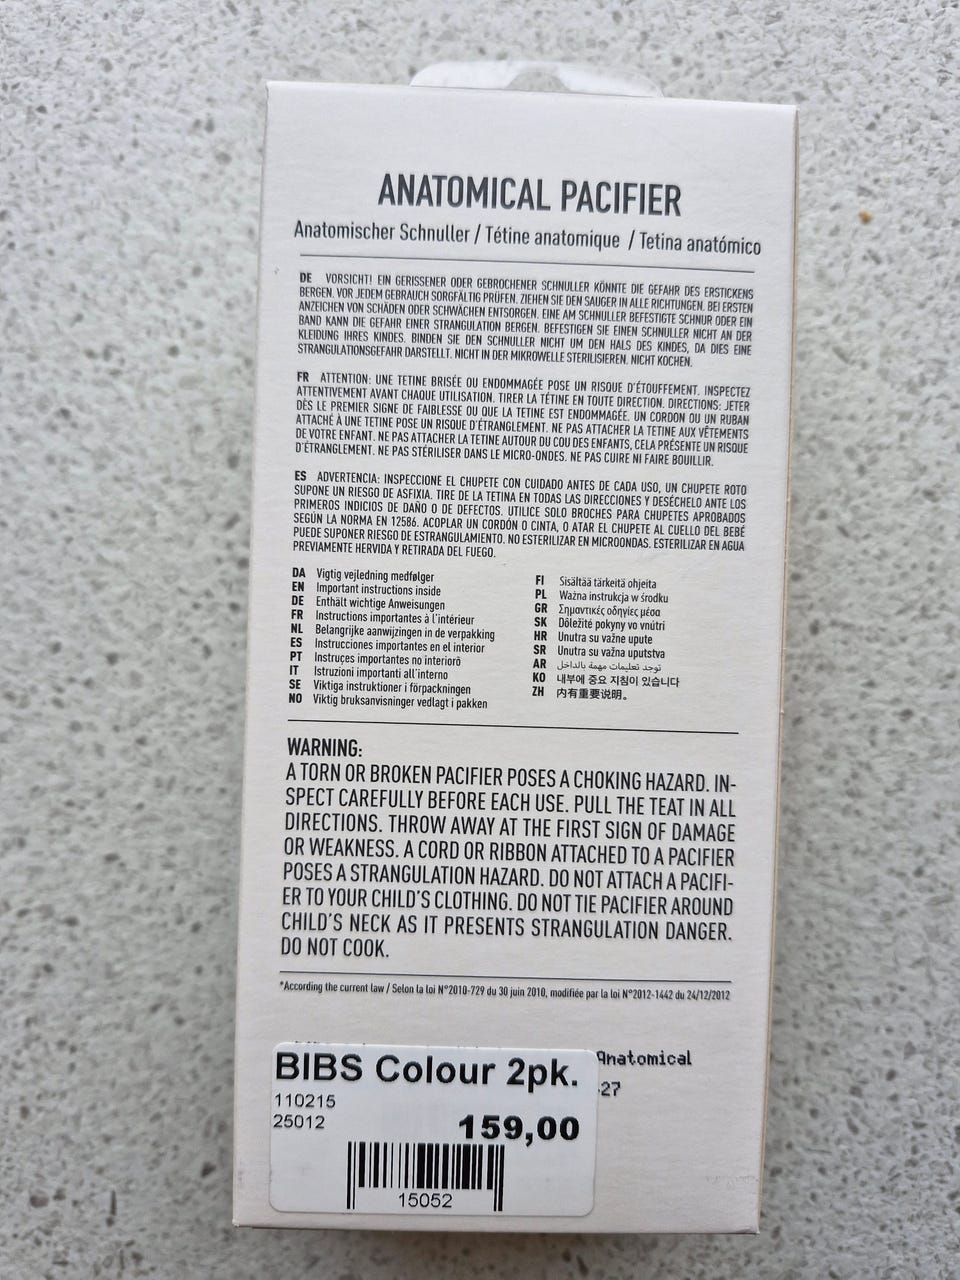 ANATOMICAL PACIFIER
Anatomischer Schnuller / Tétine anatomique / Tetina anatómico
DE VORSICHT! EIN GERISSENER ODER GEBROCHENER SCHNULLER KÖNNTE DIE GEFAHR DES ERSTICKENS
BERGEN. VOR JEDEM GEBRAUCH SORGFÄLTIG PRÜFEN. ZIEHEN SIE DEN SAUGER IN ALLE RICHTUNGEN. BEI ERSTEN
ANZEICHEN VON SCHÄDEN ODER SCHWÄCHEN ENTSORGEN. EINE AM SCHNULLER BEFESTIGTE SCHNUR ODER EIN
BAND KANN DIE GEFAHR EINER STRANGULATION BERGEN. BEFESTIGEN SIE EINEN SCHNULLER NICHT AN DER
KLEIDUNG IHRES KINDES. BINDEN SIE DEN SCHNULLER NICHT UM DEN HALS DES KINDES, DA DIES EINE
STRANGULATIONSGEFAHR DARSTELLT. NICHT IN DER MIKROWELLE STERILISIEREN. NICHT KOCHEN.
FR ATTENTION: UNE TETINE BRISÉE OU ENDOMMAGÉE POSE UN RISQUE D'ÉTOUFFEMENT. INSPECTEZ
ATTENTIVEMENT AVANT CHAQUE UTILISATION. TIRER LA TÉTINE EN TOUTE DIRECTION. DIRECTIONS: JETER
DÈS LE PREMIER SIGNE DE FAIBLESSE OU QUE LA TETINE EST ENDOMMAGÉE. UN CORDON OU UN RUBAN
ATTACHÉ À UNE TETINE POSE UN RISQUE D'ÉTRANGLEMENT. NE PAS ATTACHER LA TETINE AUX VÊTEMENTS
DE VOTRE ENFANT. NE PAS ATTACHER LA TETINE AUTOUR DU COU DES ENFANTS, CELA PRÉSENTE UN RISQUE
D'ÉTRANGLEMENT. NE PAS STÉRILISER DANS LE MICRO-ONDES. NE PAS CUIRE NI FAIRE BOUILLIR.
ES ADVERTENCIA: INSPECCIONE EL CHUPETE CON CUIDADO ANTES DE CADA USO, UN CHUPETE ROTO
SUPONE UN RIESGO DE ASFIXIA. TIRE DE LA TETINA EN TODAS LAS DIRECCIONES Y DESÉCHELO ANTE LOS
PRIMEROS INDICIOS DE DAÑO O DE DEFECTOS. UTILICE SOLO BROCHES PARA CHUPETES APROBADOS
SEGÚN LA NORMA EN 12586. ACOPLAR UN CORDÓN O CINTA, O ATAR EL CHUPETE AL CUELLO DEL BEBÉ
PUEDE SUPONER RIESGO DE ESTRANGULAMIENTO. NO ESTERILIZAR EN MICROONDAS. ESTERILIZAR EN AGUA
PREVIAMENTE HERVIDA Y RETIRADA DEL FUEGO.
DA Vigtig vejledning medfølger
EN Important instructions inside
DE Enthält wichtige Anweisungen
FR Instructions importantes à l'intérieur
NL Belangrijke aanwijzingen in de verpakking
ES Instrucciones importantes en el interior
PT Instruçes importantes no interiorõ
IT Istruzioni importanti all'interno
SE Viktiga instruktioner i förpackningen
NO Viktig bruksanvisninger vedlagt i pakken
FI Sisältää tärkeitä ohjeita
PL Ważna instrukcja w środku
GR Σημαντικές οδηγίες μέσα
SK Dôležité pokyny vo vnútri
HR Unutra su važne upute
SR Unutra su važna uputstva
AR توجد تعليمات مهمة بالداخل
KO 내부에 중요 지침이 있습니다
ZH 内有重要说明。
WARNING:
A TORN OR BROKEN PACIFIER POSES A CHOKING HAZARD. IN-
SPECT CAREFULLY BEFORE EACH USE. PULL THE TEAT IN ALL
DIRECTIONS. THROW AWAY AT THE FIRST SIGN OF DAMAGE
OR WEAKNESS. A CORD OR RIBBON ATTACHED TO A PACIFIER
POSES A STRANGULATION HAZARD. DO NOT ATTACH A PACIFI-
ER TO YOUR CHILD'S CLOTHING. DO NOT TIE PACIFIER AROUND
CHILD'S NECK AS IT PRESENTS STRANGULATION DANGER.
DO NOT COOK.
*According the current law / Selon la loi N°2010-729 du 30 juin 2010, modifiée par la loi N°2012-1442 du 24/12/2012
Anatomical
-27
BIBS Colour 2pk.
110215
25012
159,00
15052